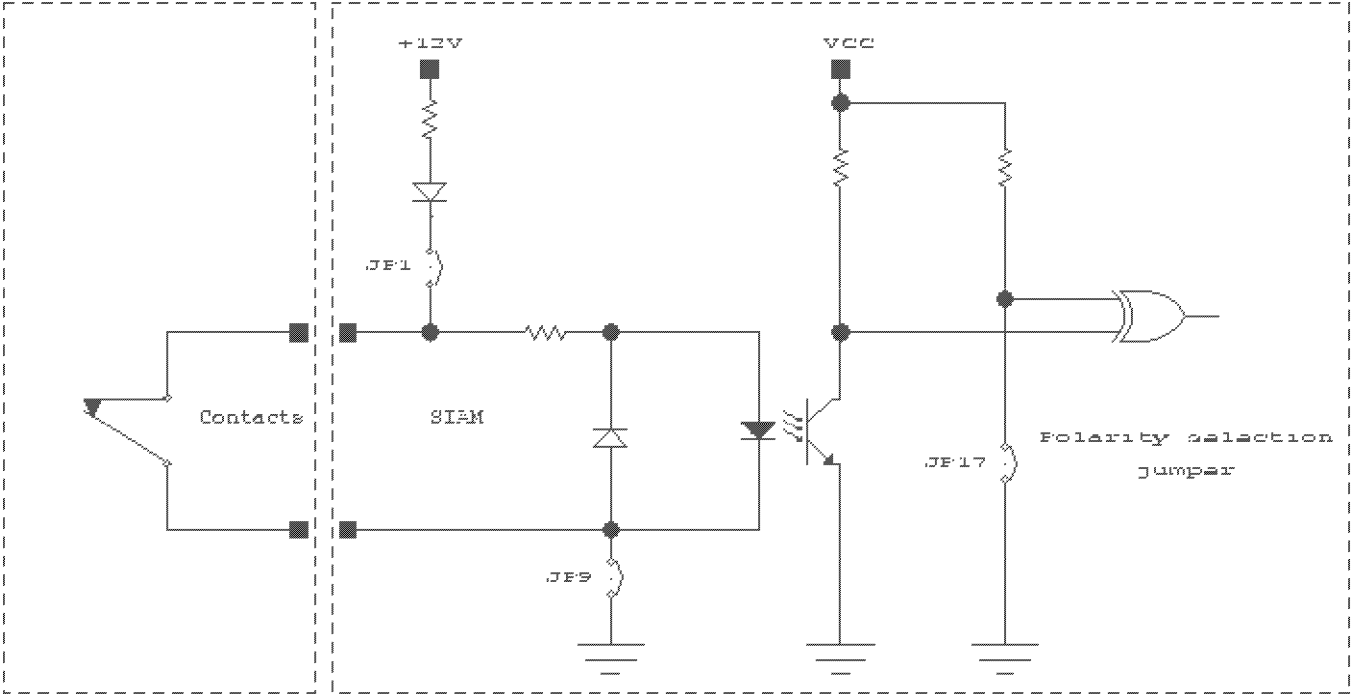 +12V
VCC
JP1
Contacts
SIAM
Polarity selection
jumper
JP17
JP9